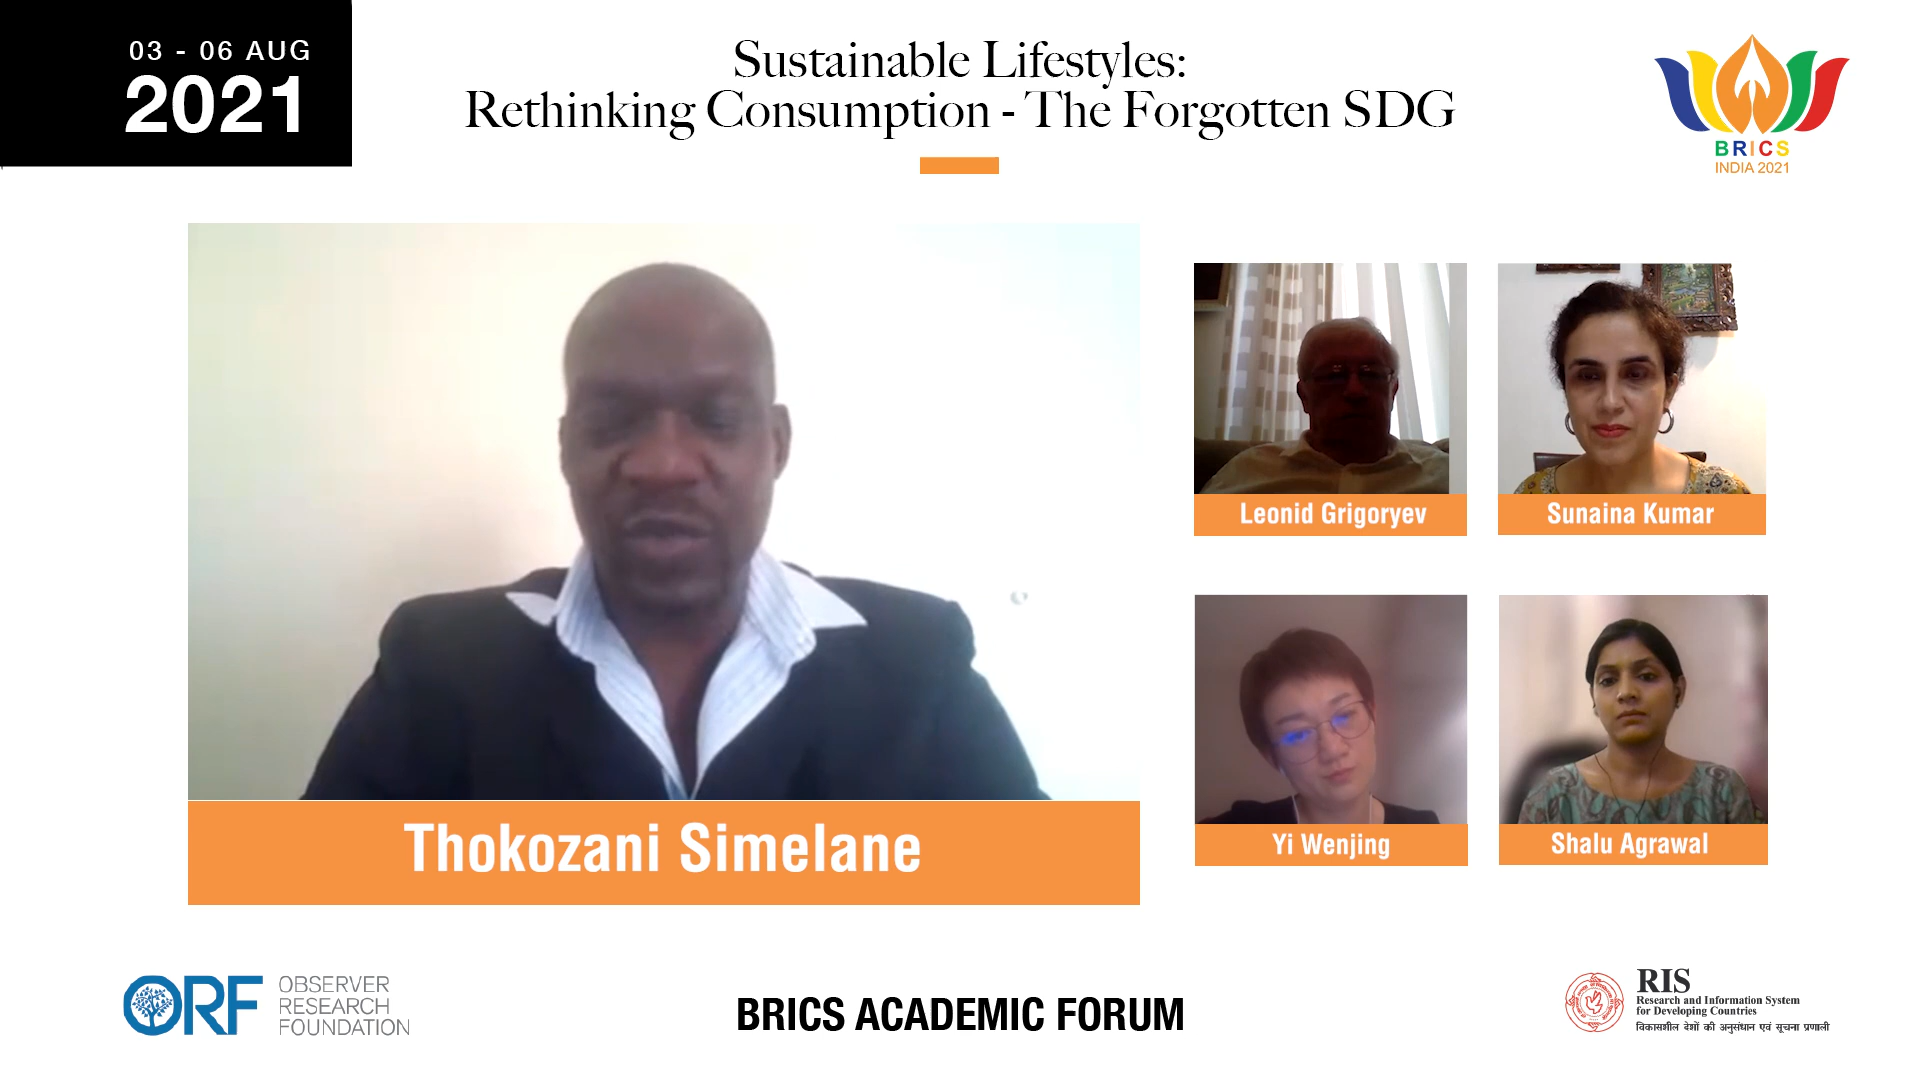 03 - 06 AUG
2021
Sustainable Lifestyles:
Rethinking Consumption - The Forgotten SDG
BRICS
INDIA 2021
Leonid Grigoryev
Sunaina Kumar
Thokozani Simelane
Yi Wenjing
Shalu Agrawal
ORF
OBSERVER
RESEARCH
FOUNDATION
BRICS ACADEMIC FORUM
RIS
Research and Information System
for Developing Countries
विकासशील देशों की अनुसंधान एवं सूचना प्रणाली